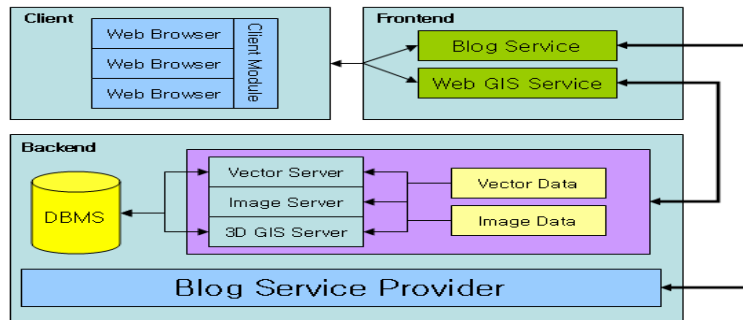 Client
Web Browser
Web Browser
Web Browser
Client Module
Frontend
Blog Service
Web GIS Service
Backend
DBMS
Vector Server
Image Server
3D GIS Server
Vector Data
Image Data
Blog Service Provider